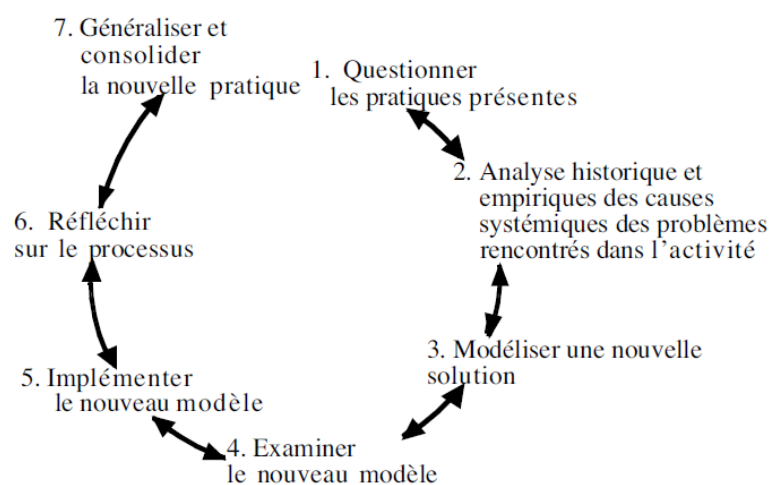 7. Généraliser et
consolider
la nouvelle pratique
1. Questionner
les pratiques présentes
2. Analyse historique et
empiriques des causes
systémiques des problèmes
rencontrés dans l'activité
3. Modéliser une nouvelle
solution
4. Examiner
le nouveau modèle
5. Implémenter
le nouveau modèle
6. Réfléchir
sur le processus